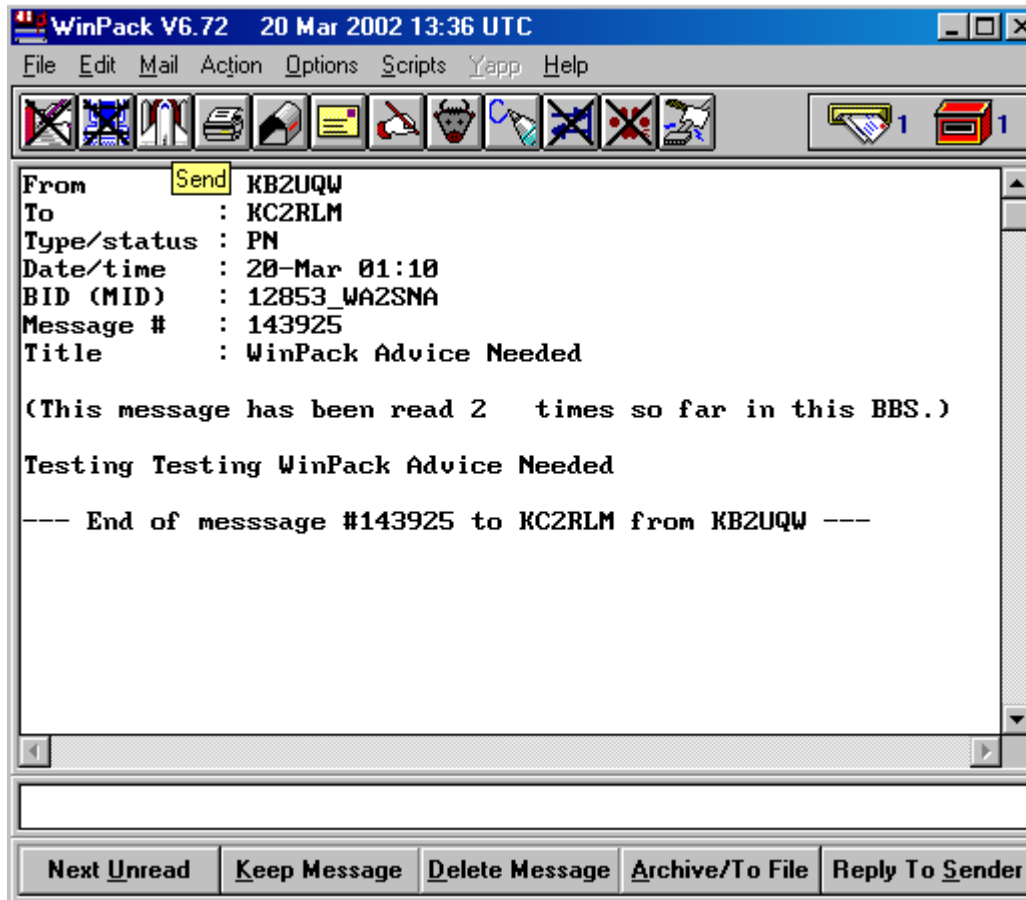 WinPack V6.72 20 Mar 2002 13:36 UTC
File Edit Mail Action Options Scripts Yapp Help
C
1 1
Send
From KB2UQW
To : KC2RLM
Type/status : PN
Date/time : 20-Mar 01:10
BID (MID) : 12853_WA2SNA
Message # : 143925
Title : WinPack Advice Needed
(This message has been read 2 times so far in this BBS.)
Testing Testing WinPack Advice Needed
--- End of messsage #143925 to KC2RLM from KB2UQW ---
Next Unread Keep Message Delete Message Archive/To File Reply To Sender